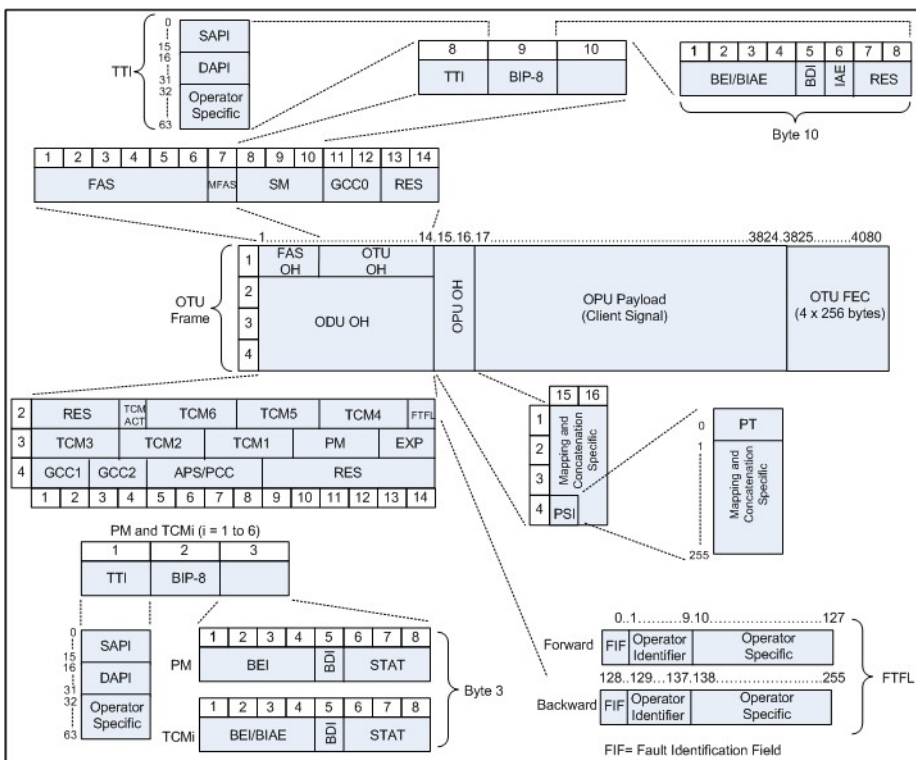 0
15
16
31
32
63
TTI
SAPI
DAPI
Operator
Specific
8 9 10
TTI BIP-8
1 2 3 4 5 6 7 8
BEI/BIAE BDI IAE RES
Byte 10
1 2 3 4 5 6 7 8 9 10 11 12 13 14
FAS MFAS SM GCC0 RES
1 14.15.16.17 3824.3825 4080
OTU
Frame
1
2
3
4
FAS
OH
OTU
OH
ODU OH
OPU OH
OPU Payload
(Client Signal)
OTU FEC
(4 x 256 bytes)
2 RES TCM ACT TCM6 TCM5 TCM4 FTFL
3 TCM3 TCM2 TCM1 PM EXP
4 GCC1 GCC2 APS/PCC RES
1 2 3 4 5 6 7 8 9 10 11 12 13 14
15 16
1
2
3
4
Mapping and
Concatenation
Specific
PSI
0
1
255
PT
Mapping and
Concatenation
Specific
PM and TCMi (i = 1 to 6)
1 2 3
TTI BIP-8
0
15
16
31
32
63
SAPI
DAPI
Operator
Specific
1 2 3 4 5 6 7 8
PM BEI BDI STAT
1 2 3 4 5 6 7 8
TCMi BEI/BIAE BDI STAT
Byte 3
0..1 9.10 127
Forward FIF Operator Identifier Operator Specific
128..129...137.138 255
Backward FIF Operator Identifier Operator Specific
FTFL
FIF= Fault Identification Field